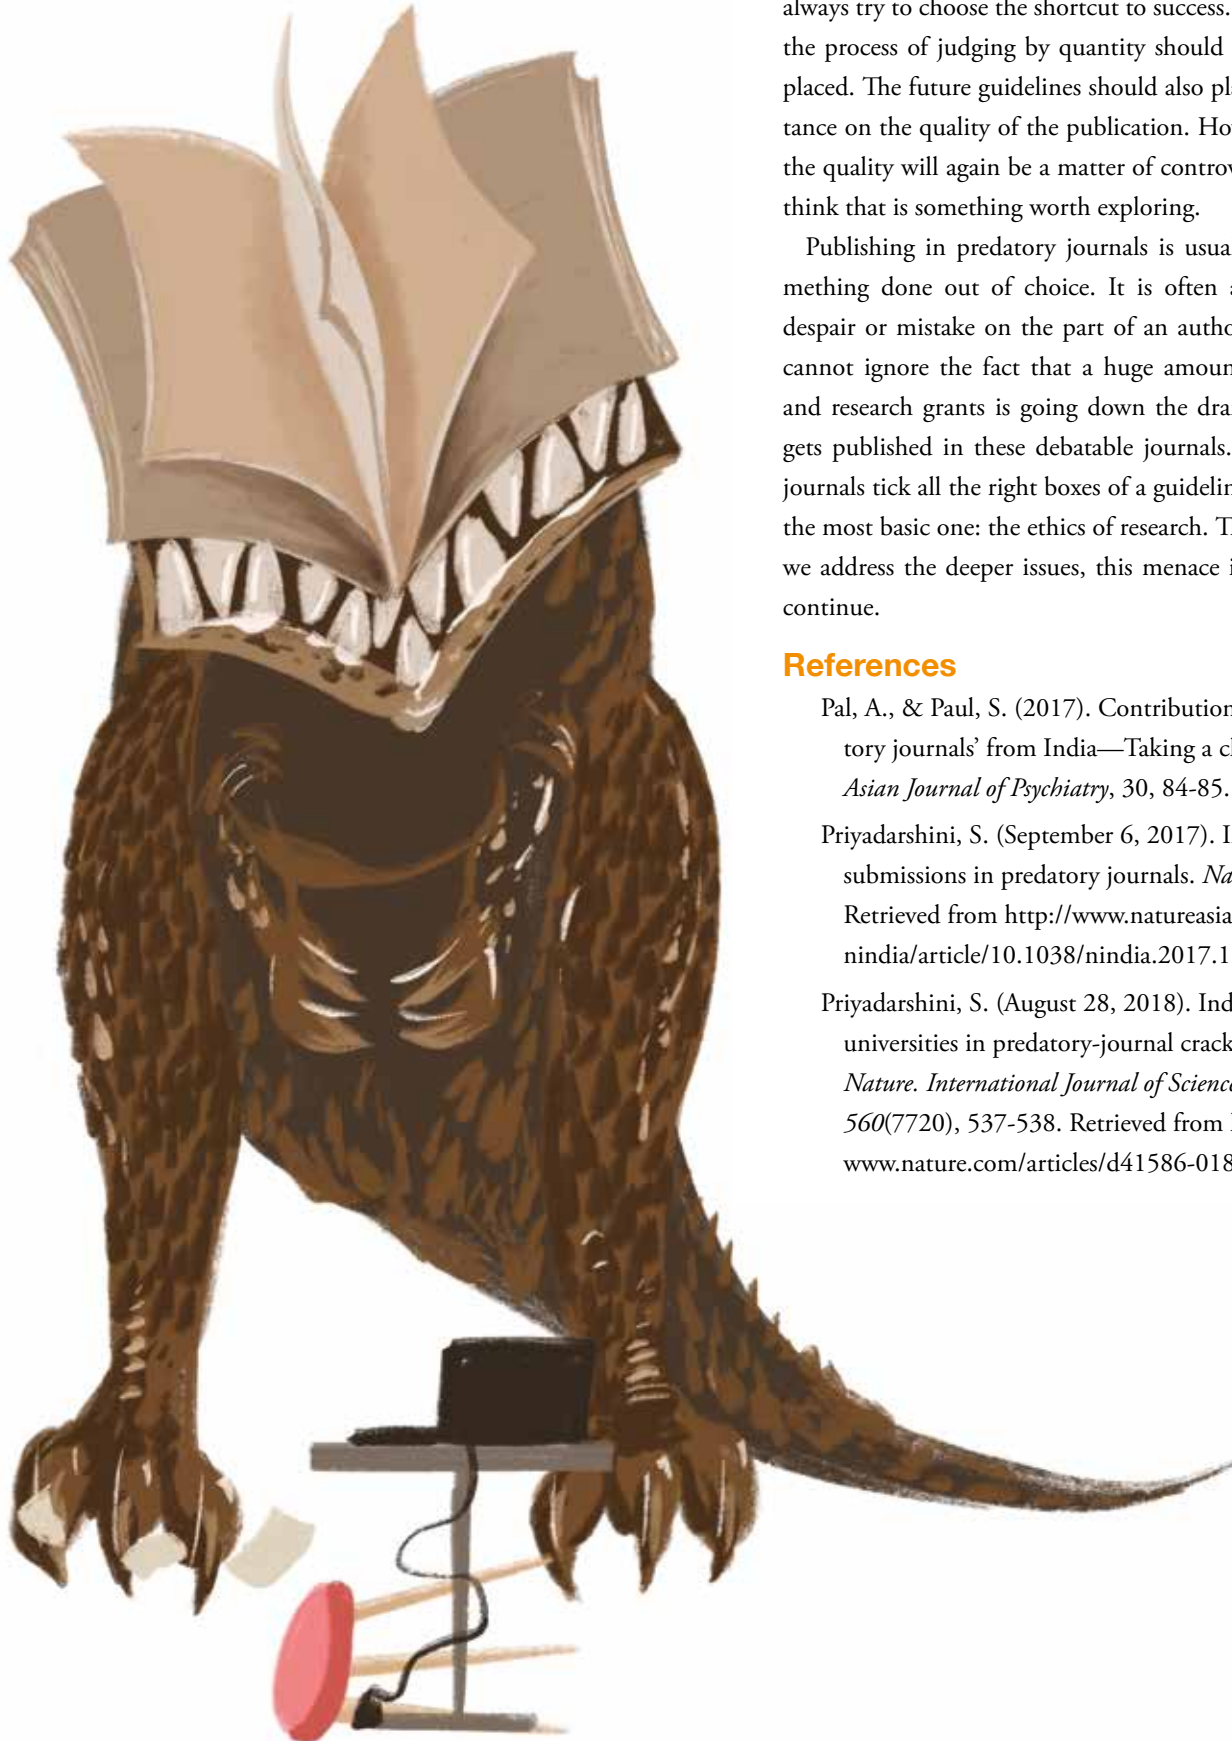 always try to choose the shortcut to success.
the process of judging by quantity should
placed. The future guidelines should also pl
tance on the quality of the publication. Ho
the quality will again be a matter of controv
think that is something worth exploring.
Publishing in predatory journals is usua
mething done out of choice. It is often a
despair or mistake on the part of an autho
cannot ignore the fact that a huge amoun
and research grants is going down the dra
gets published in these debatable journals.
journals tick all the right boxes of a guidelin
the most basic one: the ethics of research. T
we address the deeper issues, this menace i
continue.
References
Pal, A., & Paul, S. (2017). Contribution
tory journals’ from India—Taking a cl
Asian Journal of Psychiatry, 30, 84-85.
Priyadarshini, S. (September 6, 2017). I
submissions in predatory journals. Na
Retrieved from http://www.natureasia
nindia/article/10.1038/nindia.2017.1
Priyadarshini, S. (August 28, 2018). Ind
universities in predatory-journal crack
Nature. International Journal of Science
560(7720), 537-538. Retrieved from
www.nature.com/articles/d41586-018